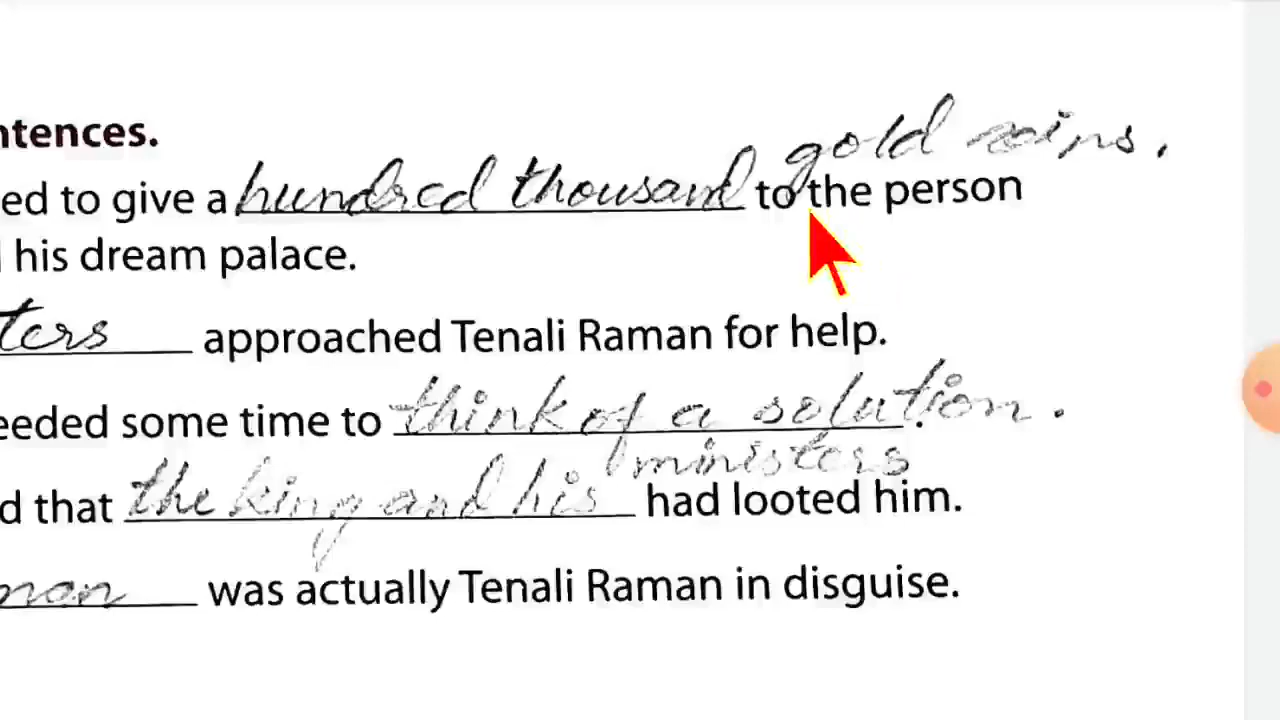 ntences.
gold coins.
ed to give a hundred thousand to the person
his dream palace.
ters approached Tenali Raman for help.
eeded some time to think of a solution.
ministers
d that the king and his had looted him.
man was actually Tenali Raman in disguise.